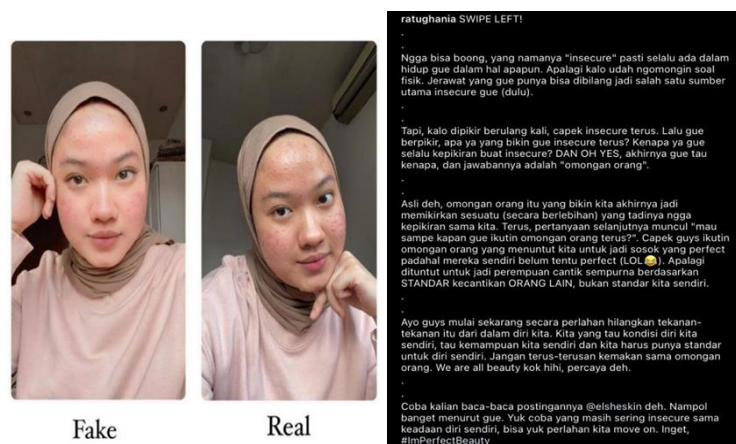 Fake
Real
ratughania SWIPE LEFT!
.
.
Ngga bisa boong, yang namanya "insecure" pasti selalu ada dalam
hidup gue dalam hal apapun. Apalagi kalo udah ngomongin soal
fisik. Jerawat yang gue punya bisa dibilang jadi salah satu sumber
utama insecure gue (dulu).
.
.
Tapi, kalo dipikir berulang kali, capek insecure terus. Lalu gue
berpikir, apa ya yang bikin gue insecure terus? Kenapa ya gue
selalu kepikiran buat insecure? DAN OH YES, akhirnya gue tau
kenapa, dan jawabannya adalah "omongan orang".
.
.
Asli deh, omongan orang itu yang bikin kita akhirnya jadi
memikirkan sesuatu (secara berlebihan) yang tadinya ngga
kepikiran sama kita. Terus, pertanyaan selanjutnya muncul "mau
sampe kapan gue ikutin omongan orang terus?". Capek guys ikutin
omongan orang yang menuntut kita untuk jadi sosok yang perfect
padahal mereka sendiri belum tentu perfect (LOL😂). Apalagi
dituntut untuk jadi perempuan cantik sempurna berdasarkan
STANDAR kecantikan ORANG LAIN, bukan standar kita sendiri.
.
.
Ayo guys mulai sekarang secara perlahan hilangkan tekanan-
tekanan itu dari dalam diri kita. Kita yang tau kondisi diri kita
sendiri, tau kemampuan kita sendiri dan kita harus punya standar
untuk diri sendiri. Jangan terus-terusan kemakan sama omongan
orang. We are all beauty kok hihi, percaya deh.
.
.
Coba kalian baca-baca postingannya @elsheskin deh. Nampol
banget menurut gue. Yuk coba yang masih sering insecure sama
keadaan diri sendiri, bisa yuk perlahan kita move on. Inget,
#ImPerfectBeauty